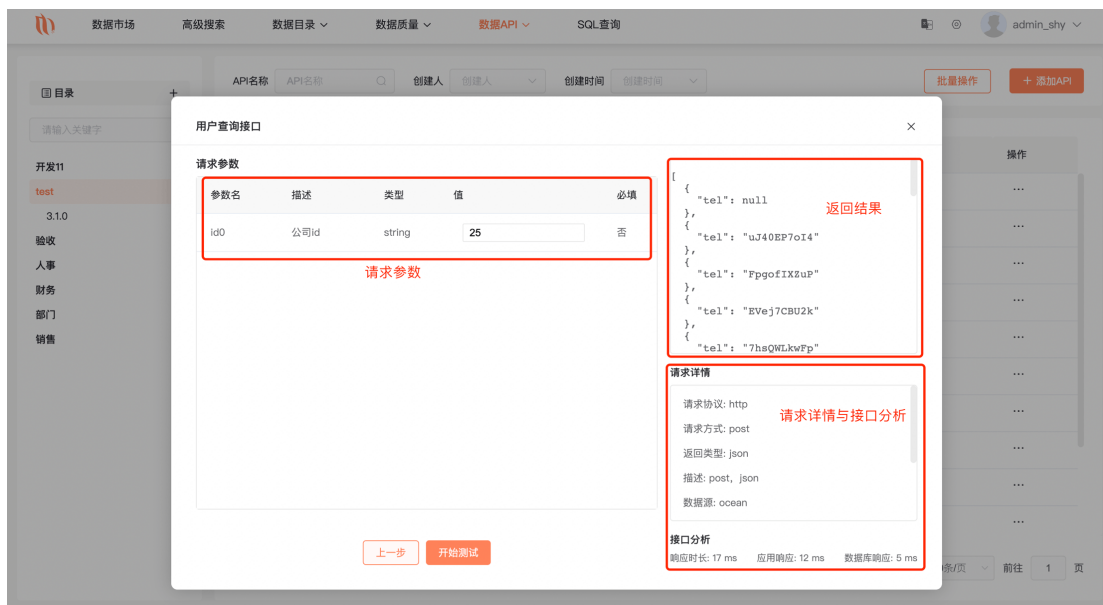 数据市场 高级搜索 数据目录 数据质量 数据API SQL查询 admin_shy
目录 + API名称 API名称 创建人 创建人 创建时间 创建时间 批量操作 + 添加API
请输入关键字
开发11
test
3.1.0
验收
人事
财务
部门
销售
操作
...
...
...
...
...
...
...
...
...
...
用户查询接口 ×
请求参数
参数名 描述 类型 值 必填
id0 公司id string 25 否
请求参数
[
{
"tel": null
},
{
"tel": "uJ40EP7oI4"
},
{
"tel": "FpgofIXZuP"
},
{
"tel": "EVej7CBU2k"
},
{
"tel": "7hsQWLkwFp"
返回结果
请求详情
请求协议: http
请求方式: post
返回类型: json
描述: post, json
数据源: ocean
请求详情与接口分析
接口分析
响应时长: 17 ms 应用响应: 12 ms 数据库响应: 5 ms
上一步 开始测试
条/页 前往 1 页